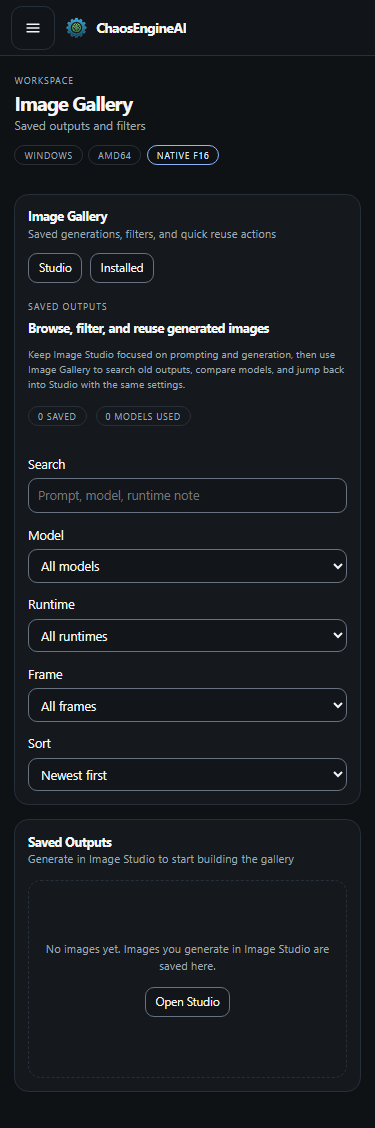 ChaosEngineAI
WORKSPACE
Image Gallery
Saved outputs and filters
WINDOWS
AMD64
NATIVE F16
Image Gallery
Saved generations, filters, and quick reuse actions
Studio
Installed
SAVED OUTPUTS
Browse, filter, and reuse generated images
Keep Image Studio focused on prompting and generation, then use
Image Gallery to search old outputs, compare models, and jump back
into Studio with the same settings.
0 SAVED
0 MODELS USED
Search
Prompt, model, runtime note
Model
All models
Runtime
All runtimes
Frame
All frames
Sort
Newest first
Saved Outputs
Generate in Image Studio to start building the gallery
No images yet. Images you generate in Image Studio are
saved here.
Open Studio